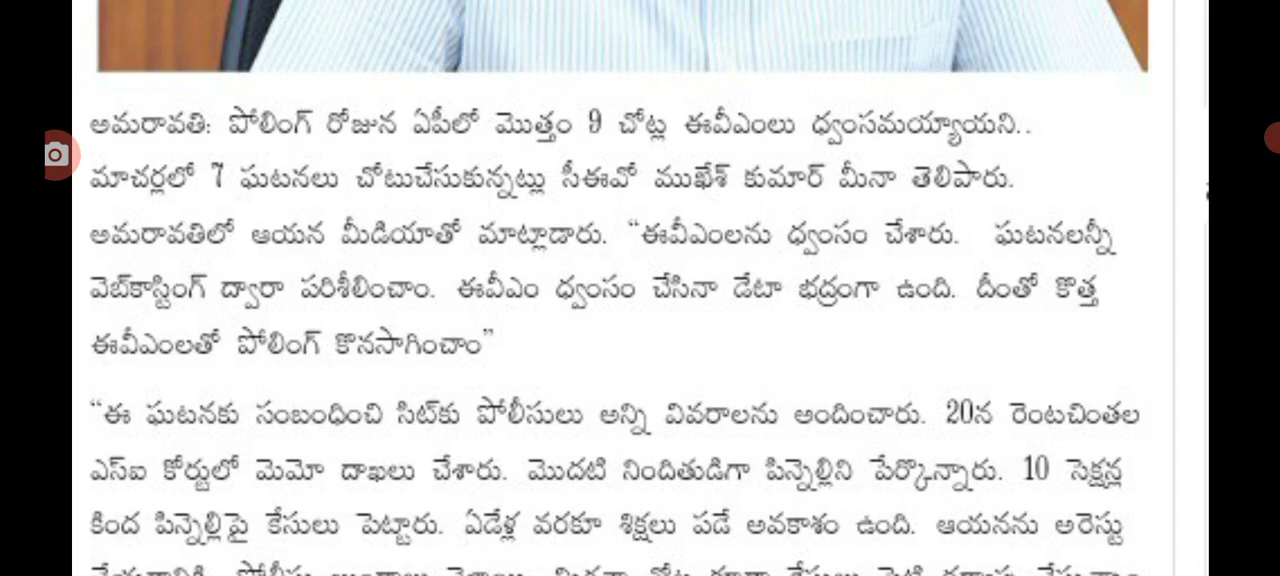 అమరావతి: పోలింగ్ రోజున ఏపీలో మొత్తం 9 చోట్ల ఈవీఎంలు ధ్వంసమయ్యాయని..
మాచర్లలో 7 ఘటనలు చోటుచేసుకున్నట్లు సీఈవో ముఖేశ్ కుమార్ మీనా తెలిపారు.
అమరావతిలో ఆయన మీడియాతో మాట్లాడారు. “ఈవీఎంలను ధ్వంసం చేశారు. ఘటనలన్నీ
వెబ్‌కాస్టింగ్ ద్వారా పరిశీలించాం. ఈవీఎం ధ్వంసం చేసినా డేటా భద్రంగా ఉంది. దీంతో కొత్త
ఈవీఎంలతో పోలింగ్ కొనసాగించాం”
“ఈ ఘటనకు సంబంధించి సిట్‌కు పోలీసులు అన్ని వివరాలను అందించారు. 20న రెంటచింతల
ఎస్ఐ కోర్టులో మెమో దాఖలు చేశారు. మొదటి నిందితుడిగా పిన్నెల్లిని పేర్కొన్నారు. 10 సెక్షన్ల
కింద పిన్నెల్లిపై కేసులు పెట్టారు. ఏడేళ్ల వరకూ శిక్షలు పడే అవకాశం ఉంది. ఆయనను అరెస్టు